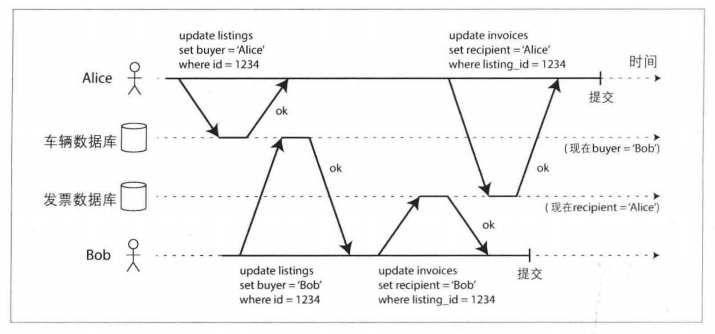 update listings
set buyer = ‘Alice’
where id = 1234
update invoices
set recipient = ‘Alice’
where listing_id = 1234
时间
Alice
提交
ok
ok
车辆数据库
(现在buyer = ‘Bob’)
ok
发票数据库
(现在recipient = ‘Alice’)
ok
Bob
提交
update listings
set buyer = ‘Bob’
where id = 1234
update invoices
set recipient = ‘Bob’
where listing_id = 1234